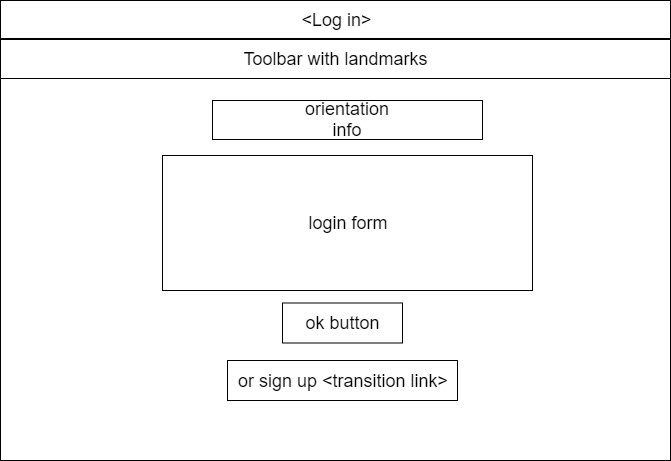 <Log in>
Toolbar with landmarks
orientation
info
login form
ok button
or sign up <transition link>